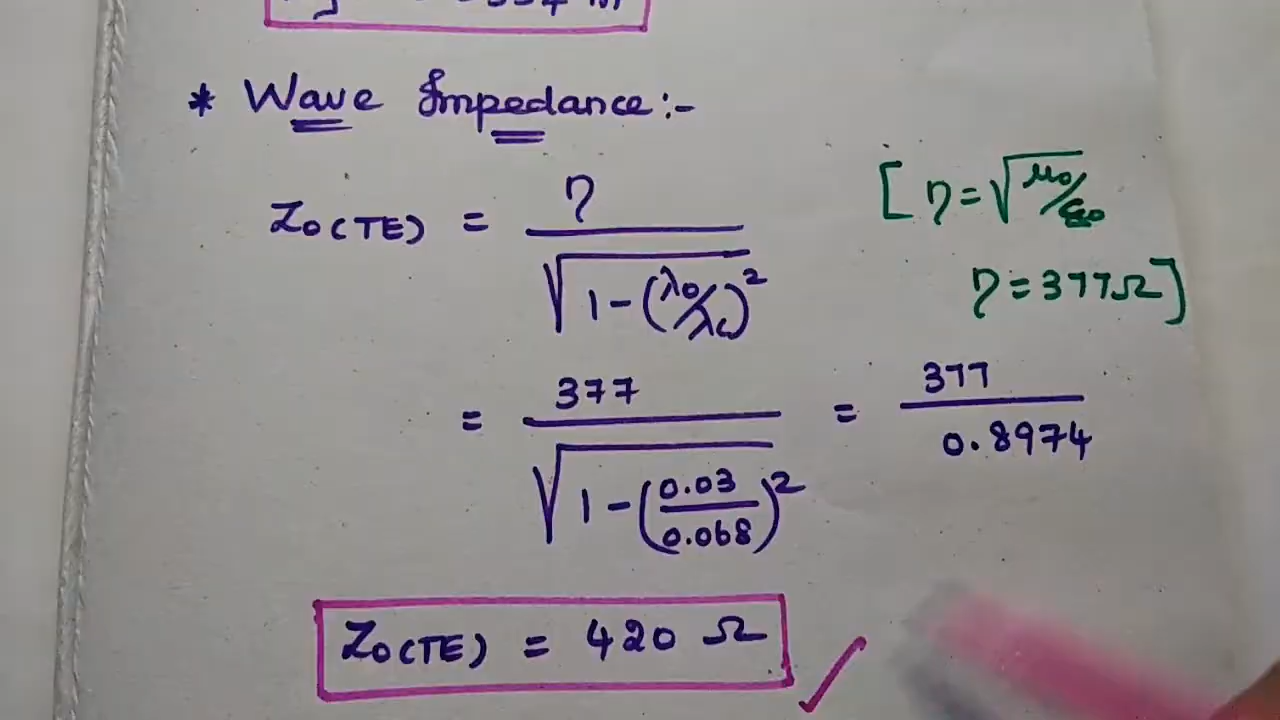 * Wave Impedance:-
Z0(TE) = η / √(1-(λ0/λc)²)
[η = √(μ0/ε0)
η = 377Ω]
= 377 / √(1-(0.03/0.068)²) = 377 / 0.8974
Z0(TE) = 420 Ω